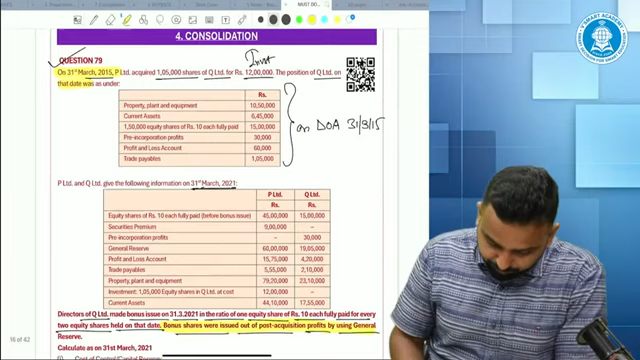 4. CONSOLIDATION
QUESTION 79
Invt
On 31st March, 2015, P Ltd. acquired 1,05,000 shares of Q Ltd. for Rs. 12,00,000. The position of Q Ltd. on
that date was as under:
Rs.
Property, plant and equipment 10,50,000
Current Assets 6,45,000
1,50,000 equity shares of Rs. 10 each fully paid 15,00,000
Pre-incorporation profits 30,000
Profit and Loss Account 60,000
Trade payables 1,05,000
on DOA 31/3/15
P Ltd. and Q Ltd. give the following information on 31st March, 2021:
P Ltd. Q Ltd.
Rs. Rs.
Equity shares of Rs. 10 each fully paid (before bonus issue) 45,00,000 15,00,000
Securities Premium 9,00,000 –
Pre-incorporation profits – 30,000
General Reserve 60,00,000 19,05,000
Profit and Loss Account 15,75,000 4,20,000
Trade payables 5,55,000 2,10,000
Property, plant and equipment 79,20,000 23,10,000
Investment: 1,05,000 Equity shares in Q Ltd. at cost 12,00,000 –
Current Assets 44,10,000 17,55,000
Directors of Q Ltd. made bonus issue on 31.3.2021 in the ratio of one equity share of Rs. 10 each fully paid for every
two equity shares held on that date. Bonus shares were issued out of post-acquisition profits by using General
Reserve.
Calculate as on 31st March, 2021:
(i) Cost of Control/Capital Reserve:
16 of 42